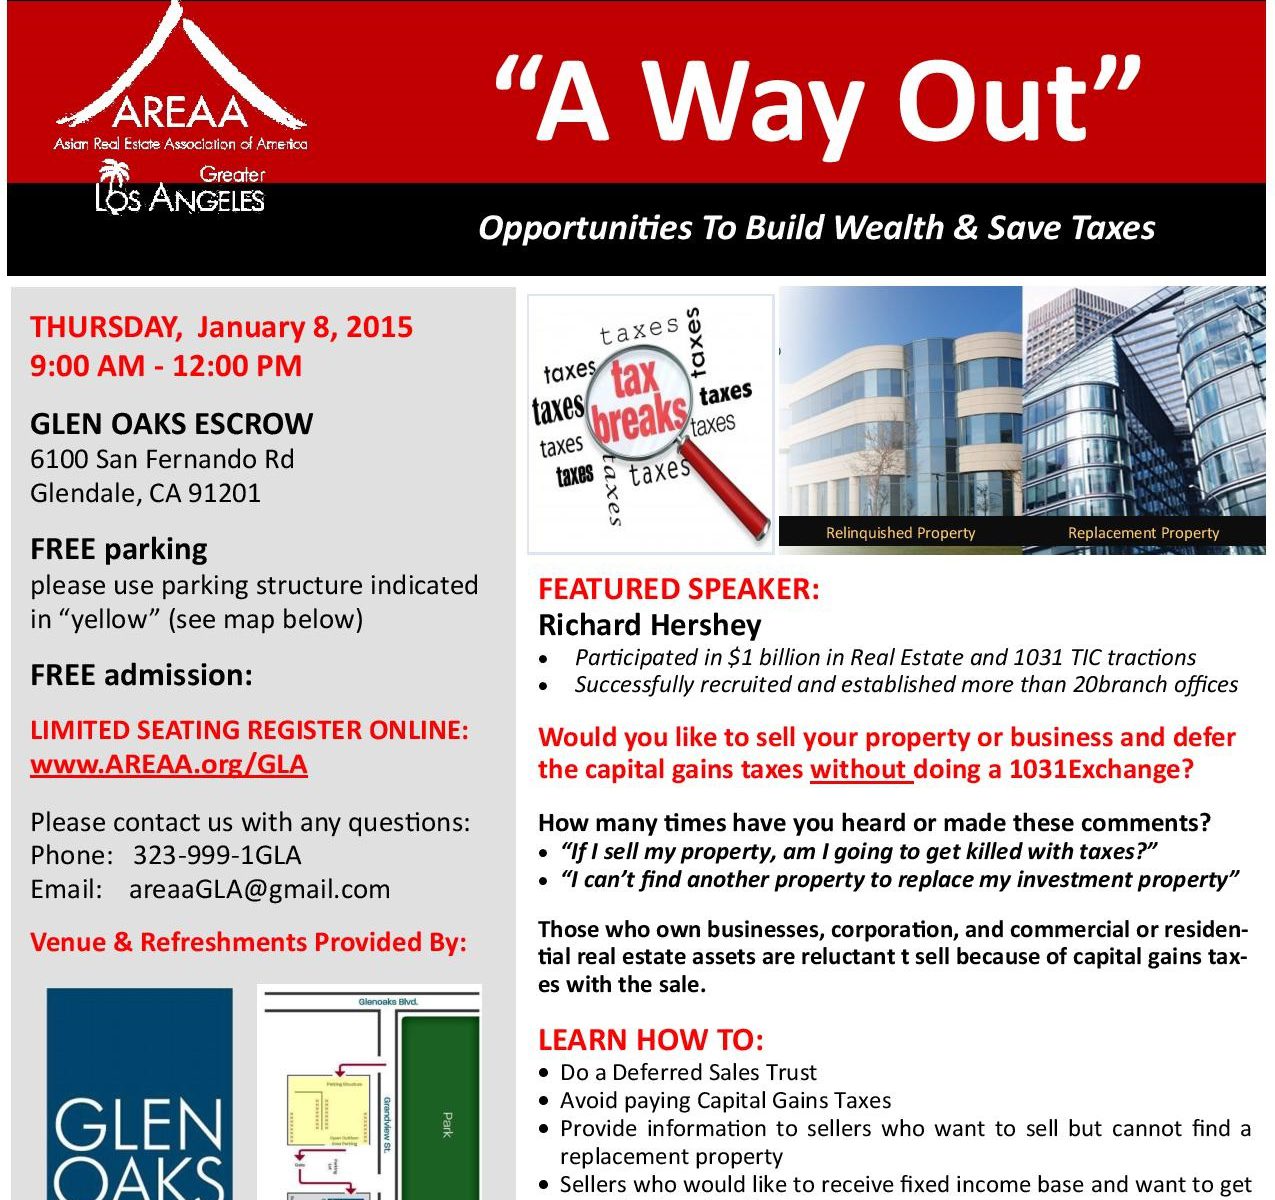 AREAA
Asian Real Estate Association of America
Greater
LOS ANGELES
“A Way Out”
Opportunities To Build Wealth & Save Taxes
THURSDAY, January 8, 2015
9:00 AM - 12:00 PM
GLEN OAKS ESCROW
6100 San Fernando Rd
Glendale, CA 91201
FREE parking
please use parking structure indicated
in “yellow” (see map below)
FREE admission:
LIMITED SEATING REGISTER ONLINE:
www.AREAA.org/GLA
Please contact us with any questions:
Phone: 323-999-1GLA
Email: areaaGLA@gmail.com
Venue & Refreshments Provided By:
GLEN
OAKS
Glenoaks Blvd.
Parking Structure
Grandview St.
Park
Open Outdoor
Area Parking
taxes
taxes
taxes
tax
breaks
taxes
taxes
taxes
taxes
taxes
taxes
taxes
Relinquished Property
Replacement Property
FEATURED SPEAKER:
Richard Hershey
• Participated in $1 billion in Real Estate and 1031 TIC tractions
• Successfully recruited and established more than 20branch offices
Would you like to sell your property or business and defer
the capital gains taxes without doing a 1031Exchange?
How many times have you heard or made these comments?
• “If I sell my property, am I going to get killed with taxes?”
• “I can’t find another property to replace my investment property”
Those who own businesses, corporation, and commercial or residen-
tial real estate assets are reluctant t sell because of capital gains tax-
es with the sale.
LEARN HOW TO:
• Do a Deferred Sales Trust
• Avoid paying Capital Gains Taxes
• Provide information to sellers who want to sell but cannot find a
replacement property
• Sellers who would like to receive fixed income base and want to get